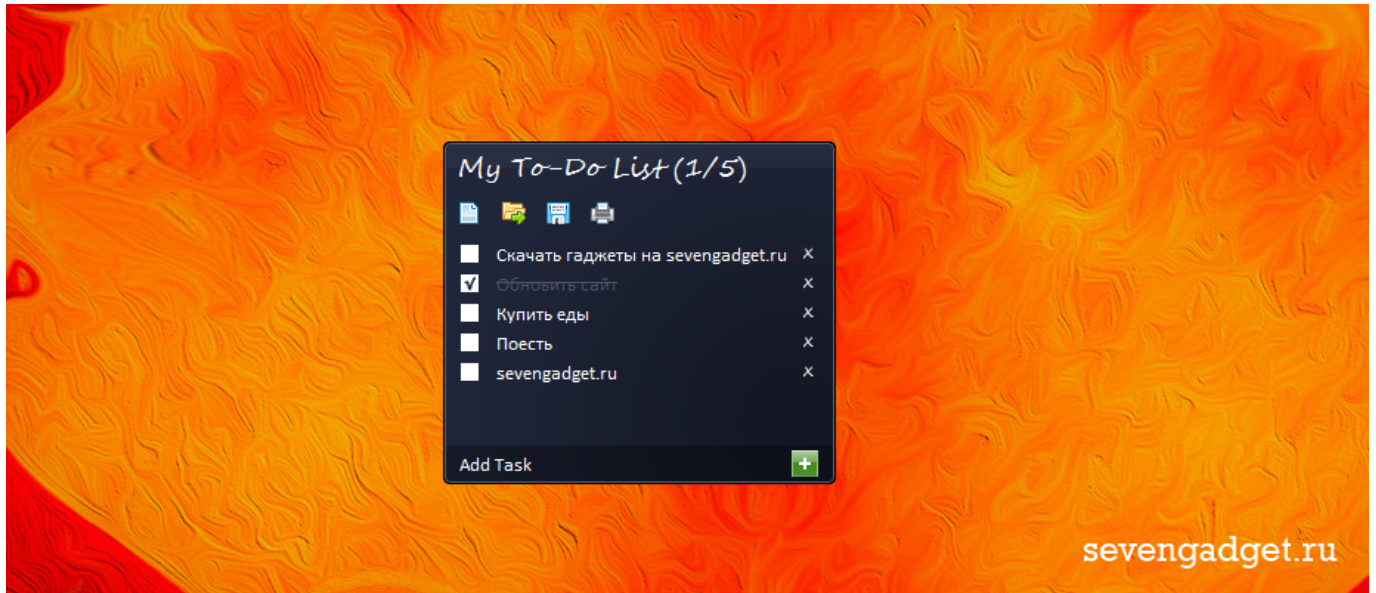 My To-Do List (1/5)
Скачать гаджеты на sevengadget.ru x
√ Обновить сайт x
Купить еды x
Поесть x
sevengadget.ru x
Add Task +
sevengadget.ru